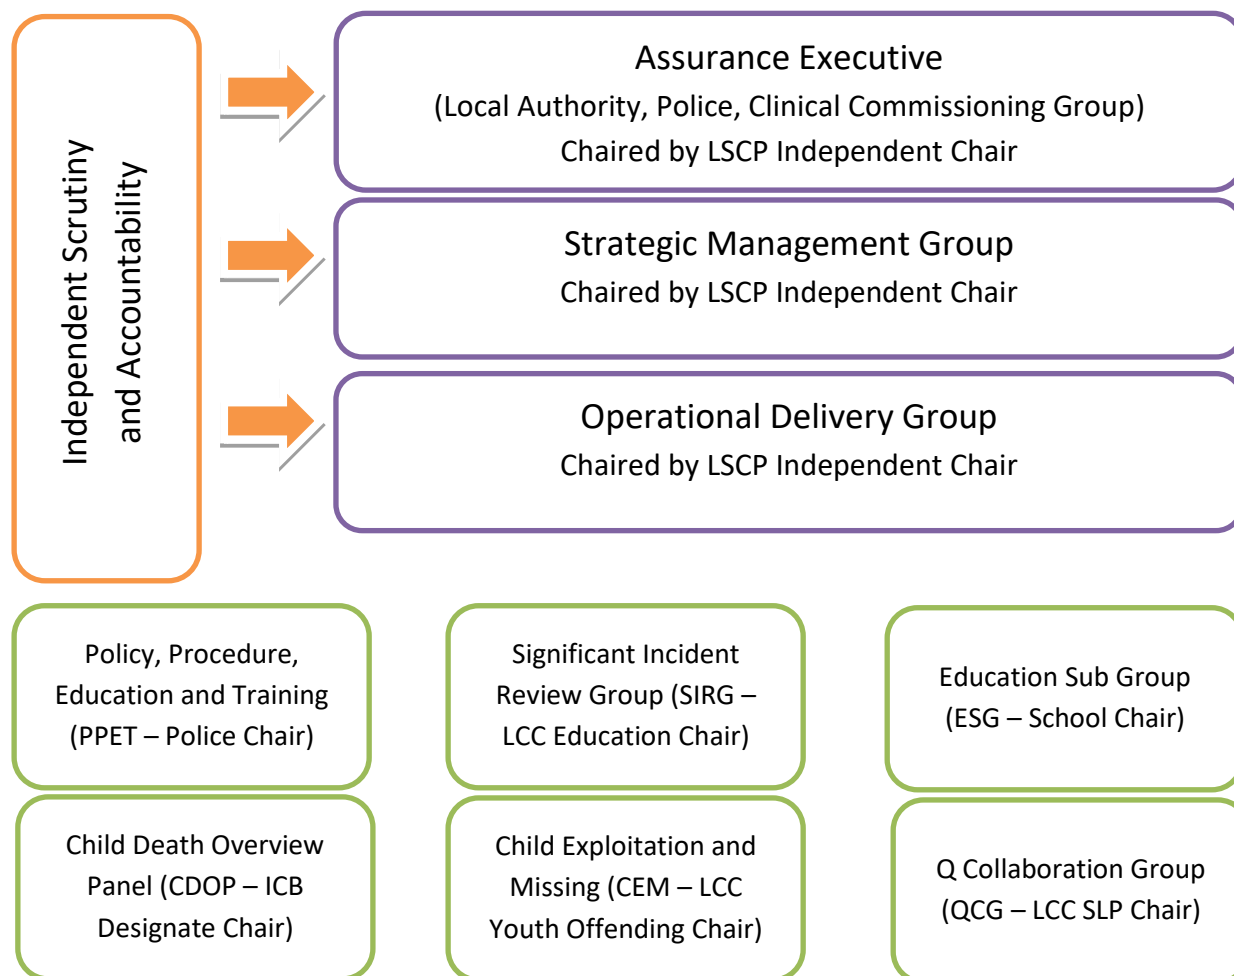 Independent Scrutiny
and Accountability
Assurance Executive
(Local Authority, Police, Clinical Commissioning Group)
Chaired by LSCP Independent Chair
Strategic Management Group
Chaired by LSCP Independent Chair
Operational Delivery Group
Chaired by LSCP Independent Chair
Policy, Procedure,
Education and Training
(PPET – Police Chair)
Significant Incident
Review Group (SIRG –
LCC Education Chair)
Education Sub Group
(ESG – School Chair)
Child Death Overview
Panel (CDOP – ICB
Designate Chair)
Child Exploitation and
Missing (CEM – LCC
Youth Offending Chair)
Q Collaboration Group
(QCG – LCC SLP Chair)